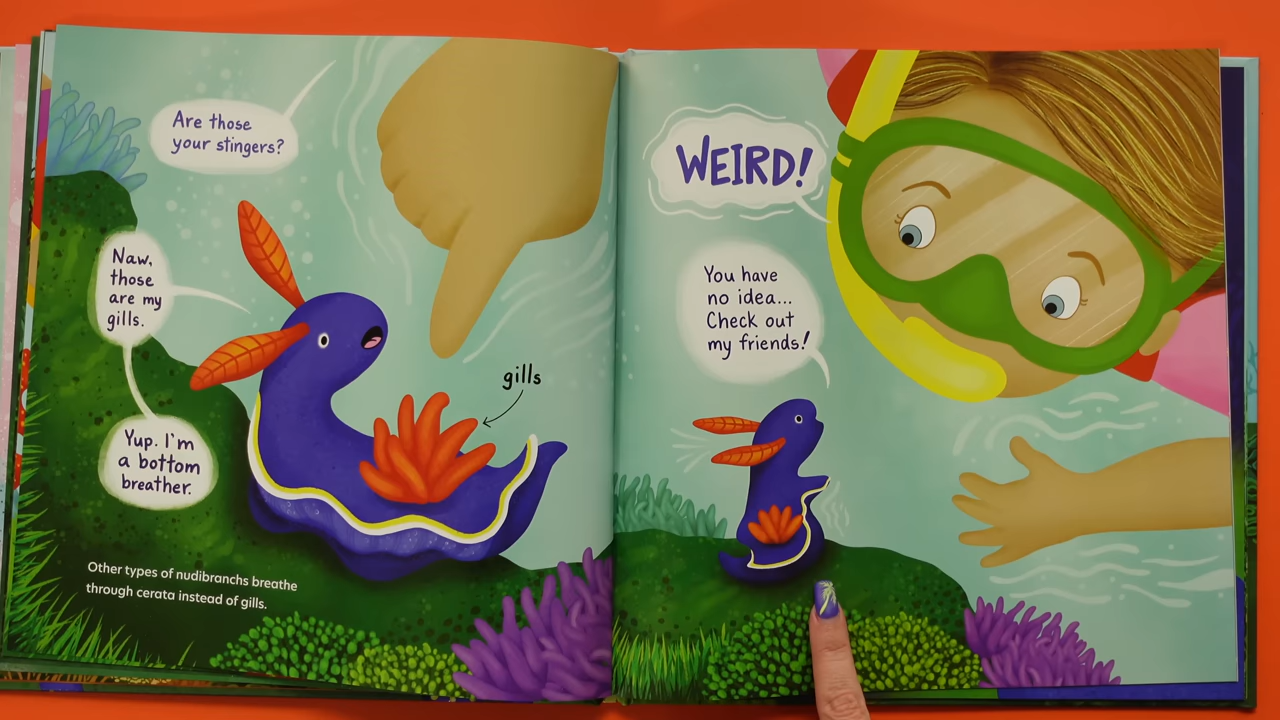 Are those
your stingers?
Naw,
those
are my
gills.
Yup. I'm
a bottom
breather.
gills
Other types of nudibranchs breathe
through cerata instead of gills.
WEIRD!
You have
no idea...
Check out
my friends!